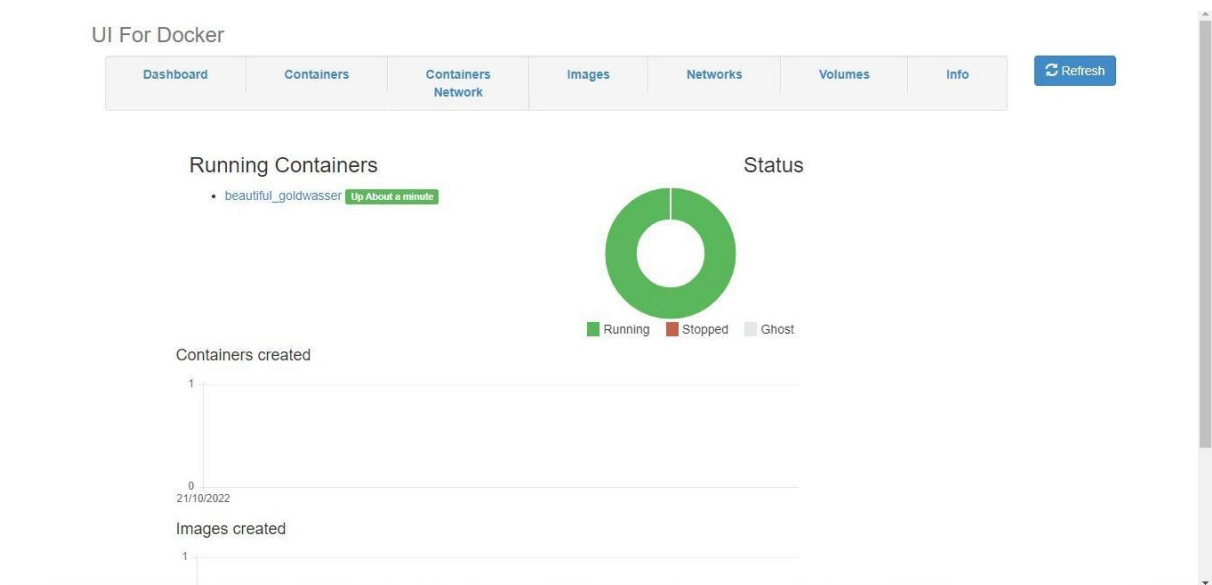 UI For Docker
Dashboard
Containers
Containers
Network
Images
Networks
Volumes
Info
Refresh
Running Containers
beautiful_goldwasser Up About a minute
Status
Running Stopped Ghost
Containers created
1
0
21/10/2022
Images created
1